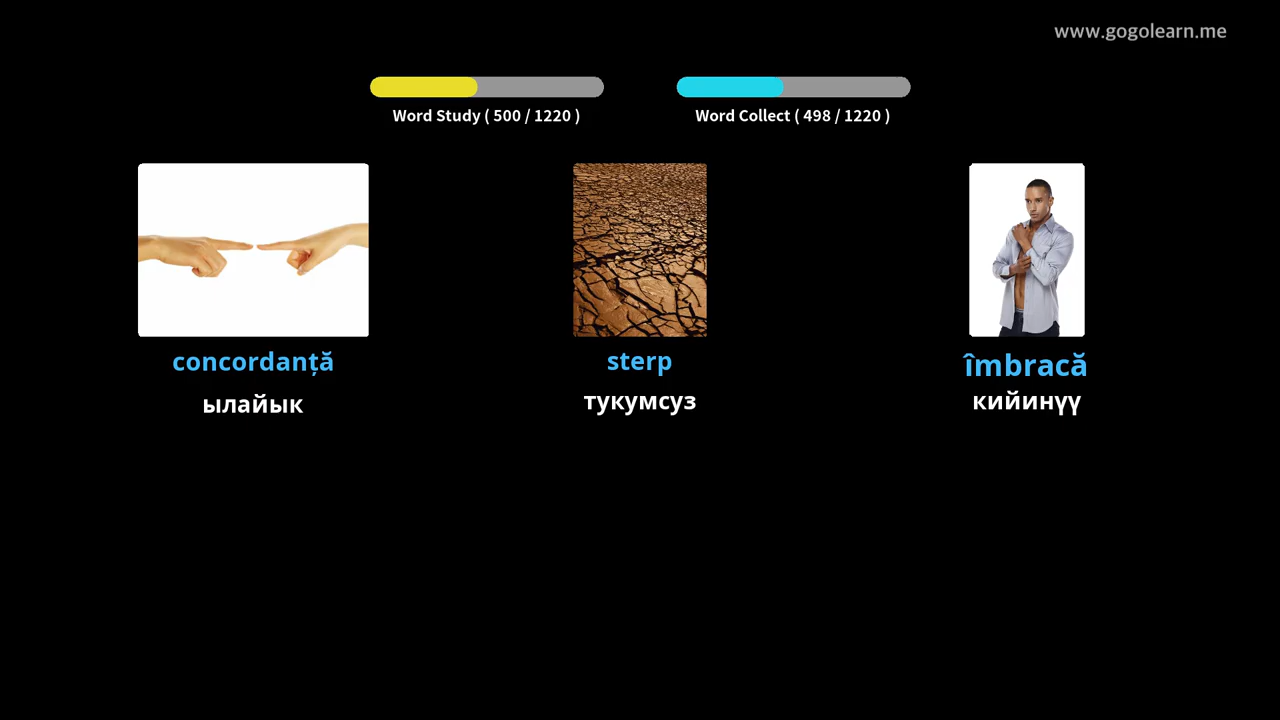 www.gogolearn.me
Word Study ( 500 / 1220 )
Word Collect ( 498 / 1220 )
concordanță
ылайык
sterp
тукумсуз
îmbracă
кийинүү